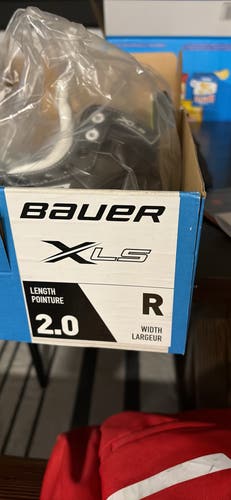 BAUER
XLS
LENGTH
POINTURE
2.0
R
WIDTH
LARGEUR